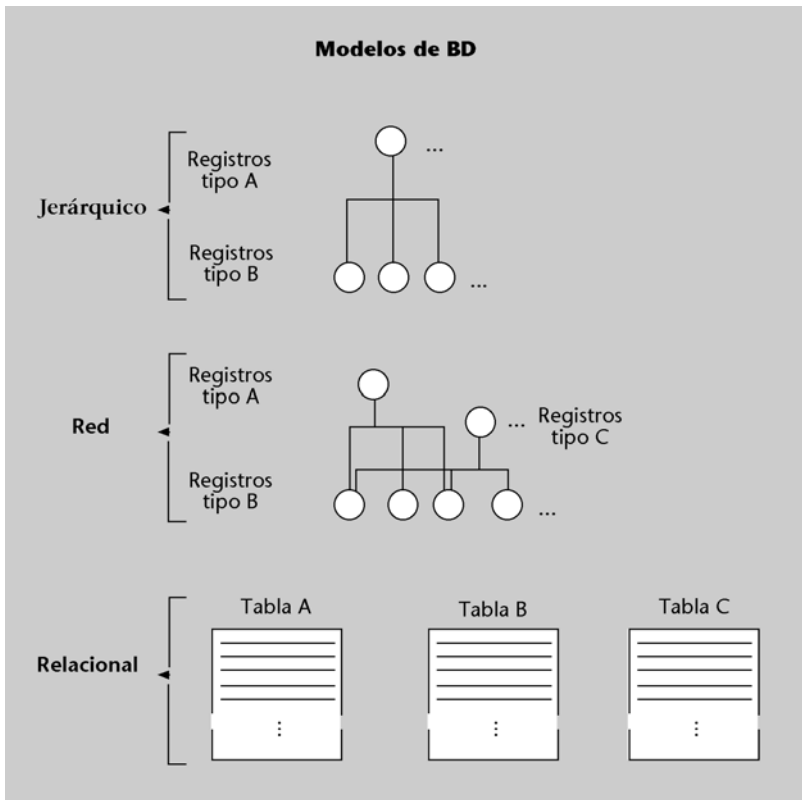 Modelos de BD
Registros
tipo A
...
Jerárquico
Registros
tipo B
...
Registros
tipo A
... Registros
tipo C
Red
Registros
tipo B
...
Tabla A
Tabla B
Tabla C
Relacional